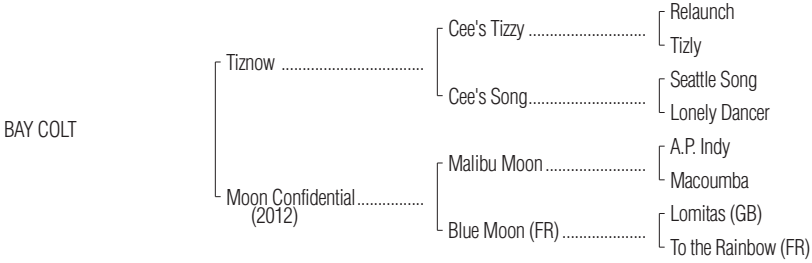 Relaunch
Cee's Tizzy ..............................
Tizly
Tiznow ....................................
Seattle Song
Cee's Song..............................
Lonely Dancer
BAY COLT
A.P. Indy
Malibu Moon..........................
Macoumba
Moon Confidential.................
(2012)
Lomitas (GB)
Blue Moon (FR) .....................
To the Rainbow (FR)